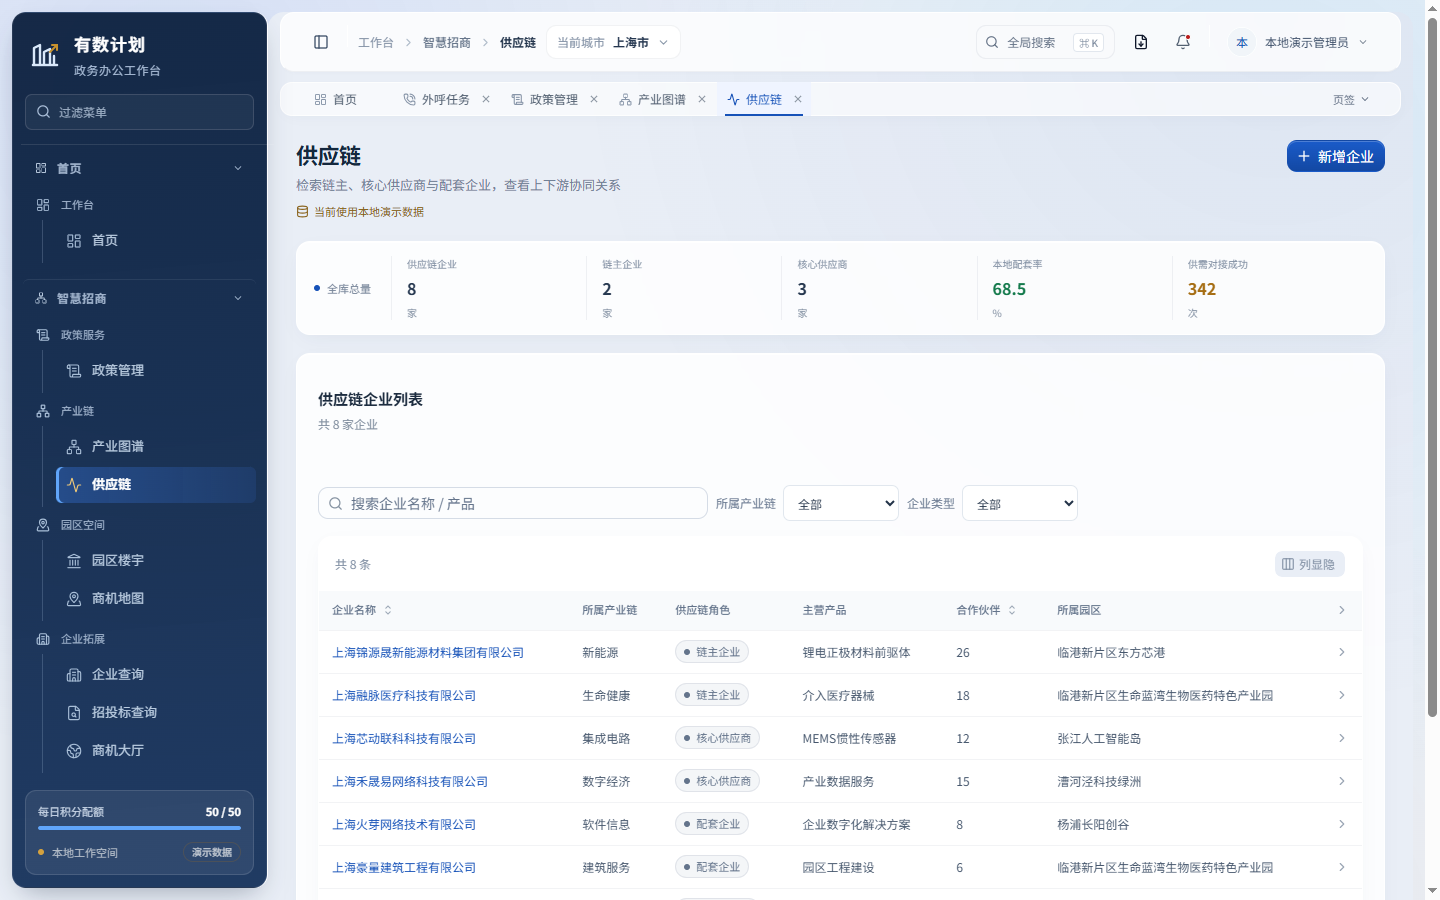 有数计划
政务办公工作台
过滤菜单
首页
工作台
首页
智慧招商
政策服务
政策管理
产业链
产业图谱
供应链
园区空间
园区楼宇
商机地图
企业拓展
企业查询
招投标查询
商机大厅
每日积分配额 50 / 50
本地工作空间 演示数据
工作台 智慧招商 供应链 当前城市 上海市 全局搜索 ⌘K 本 本地演示管理员
首页 外呼任务 政策管理 产业图谱 供应链 页签
供应链
新增企业
检索链主、核心供应商与配套企业，查看上下游协同关系
当前使用本地演示数据
全库总量
供应链企业 链主企业 核心供应商 本地配套率 供需对接成功
8 2 3 68.5 342
家 家 家 % 次
供应链企业列表
共 8 家企业
搜索企业名称 / 产品 所属产业链 全部 企业类型 全部
共 8 条 列显隐
企业名称 所属产业链 供应链角色 主营产品 合作伙伴 所属园区
上海锦源晟新能源材料集团有限公司 新能源 链主企业 锂电正极材料前驱体 26 临港新片区东方芯港
上海融脉医疗科技有限公司 生命健康 链主企业 介入医疗器械 18 临港新片区生命蓝湾生物医药特色产业园
上海芯动联科科技有限公司 集成电路 核心供应商 MEMS惯性传感器 12 张江人工智能岛
上海禾晟易网络科技有限公司 数字经济 核心供应商 产业数据服务 15 漕河泾科技绿洲
上海火芽网络技术有限公司 软件信息 配套企业 企业数字化解决方案 8 杨浦长阳创谷
上海豪量建筑工程有限公司 建筑服务 配套企业 园区工程建设 6 临港新片区生命蓝湾生物医药特色产业园